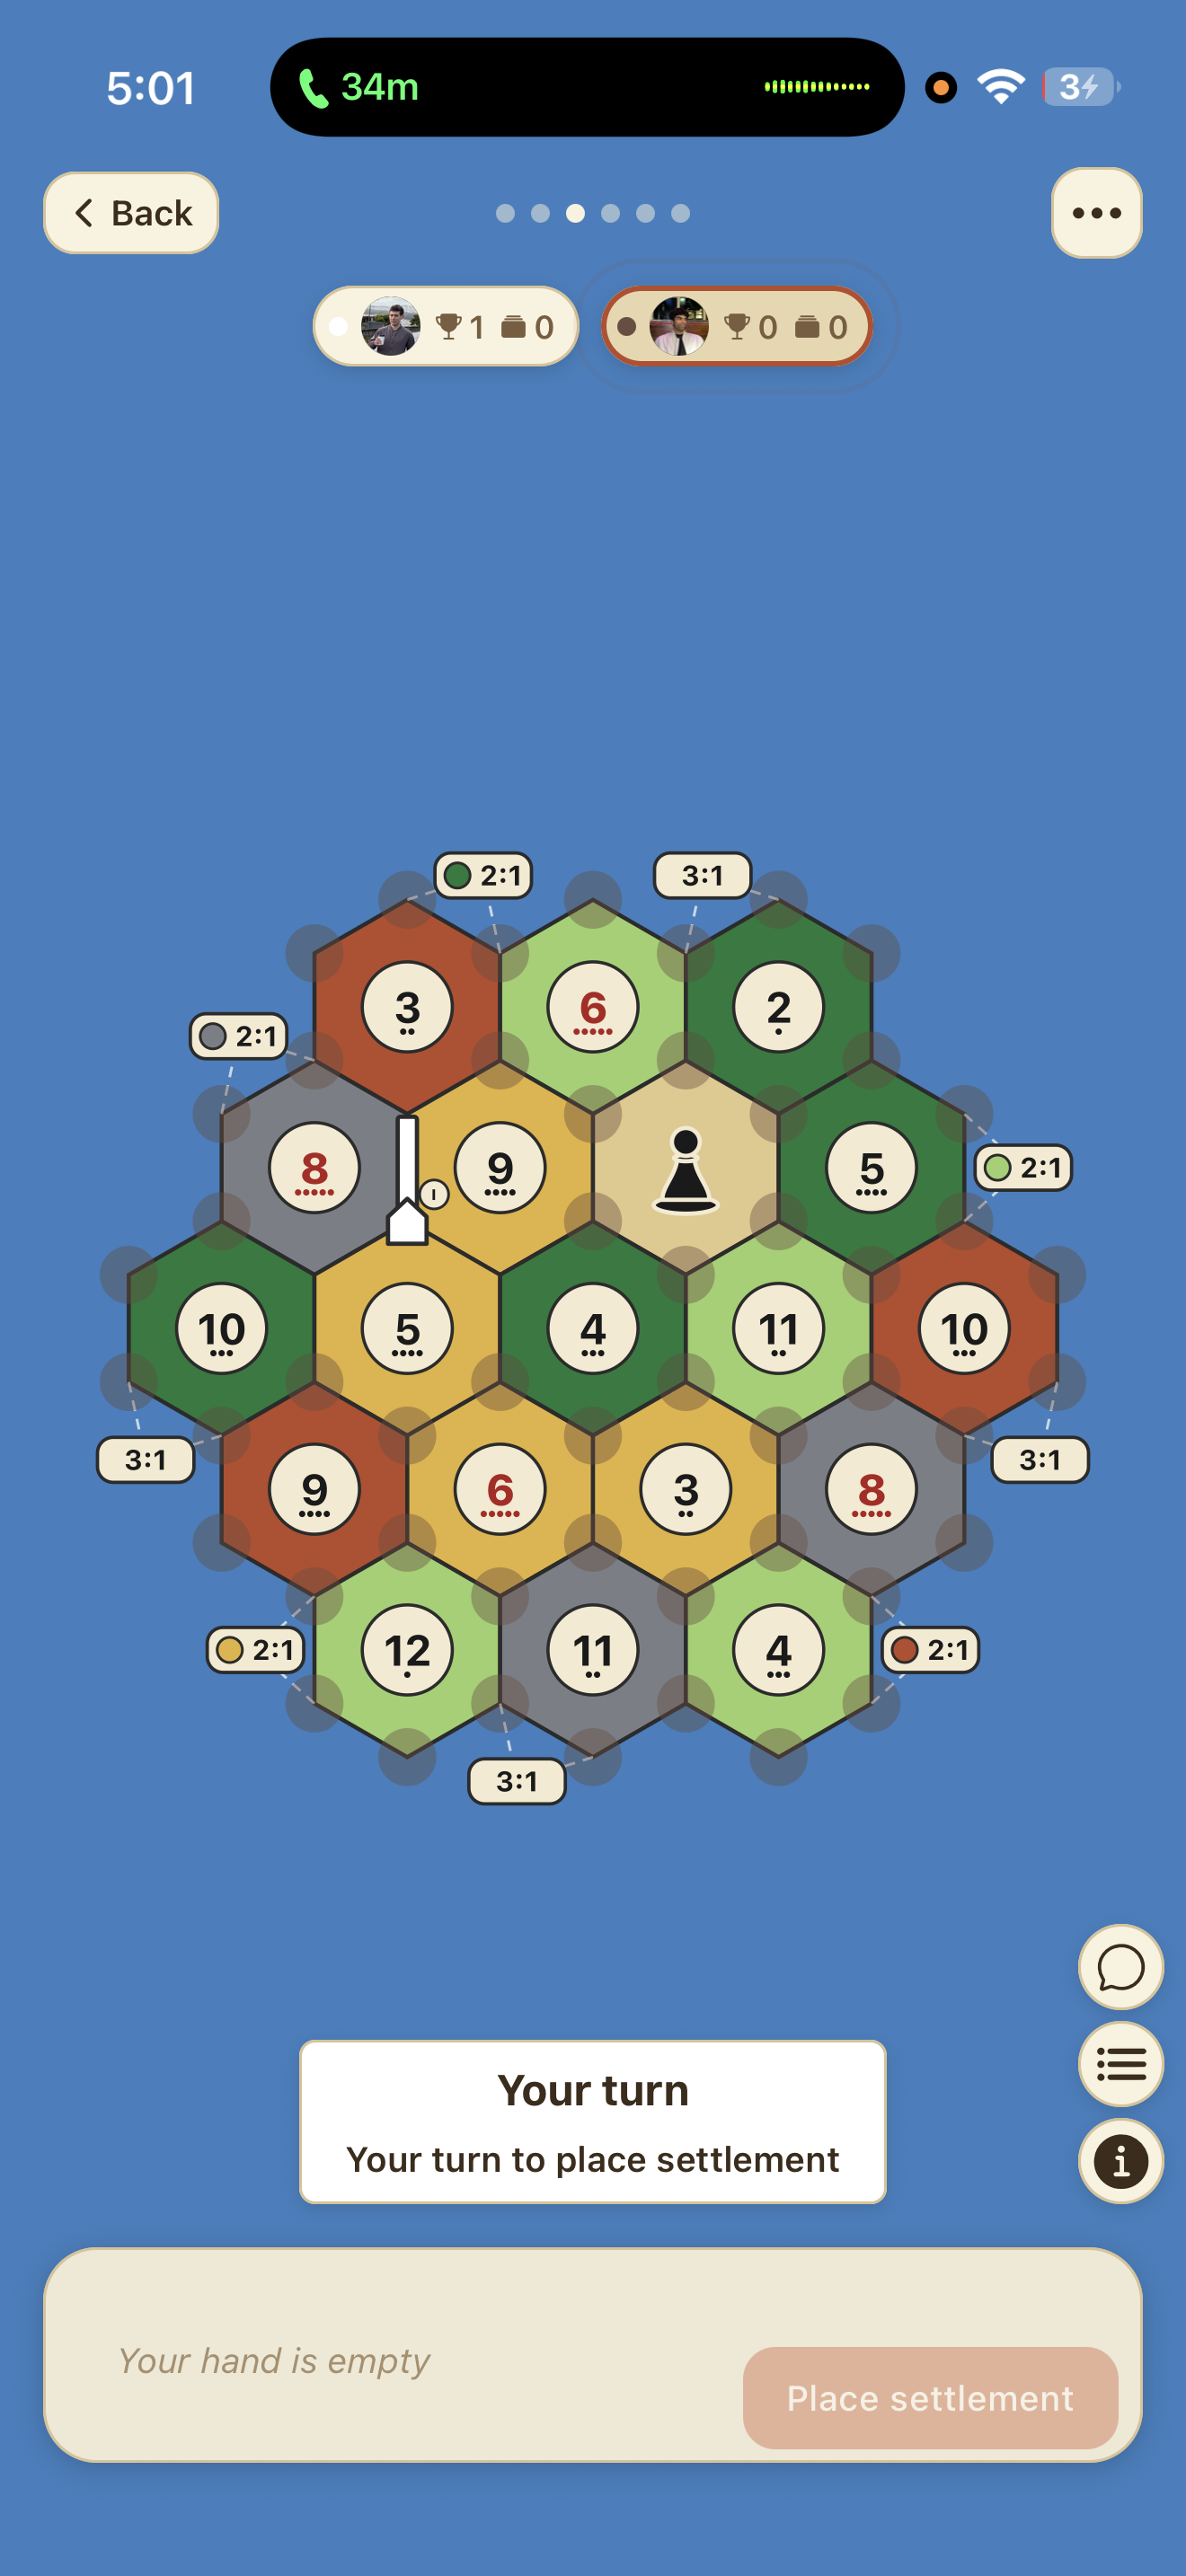 5:01 34m 3
Back
1 0 0 0
2:1 3:1
3 6 2
2:1
8 9 5 2:1
I
10 5 4 11 10
3:1 3:1
9 6 3 8
2:1 12 11 4 2:1
3:1
Your turn
Your turn to place settlement
Your hand is empty
Place settlement